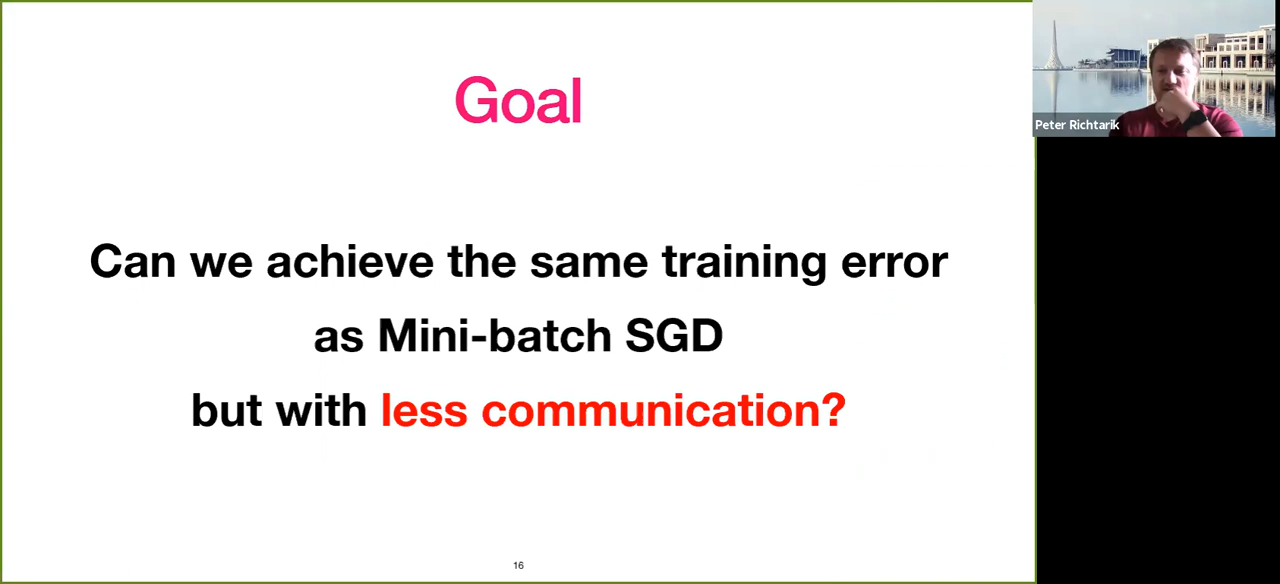 Goal
Can we achieve the same training error
as Mini-batch SGD
but with less communication?
16
Peter Richtarik